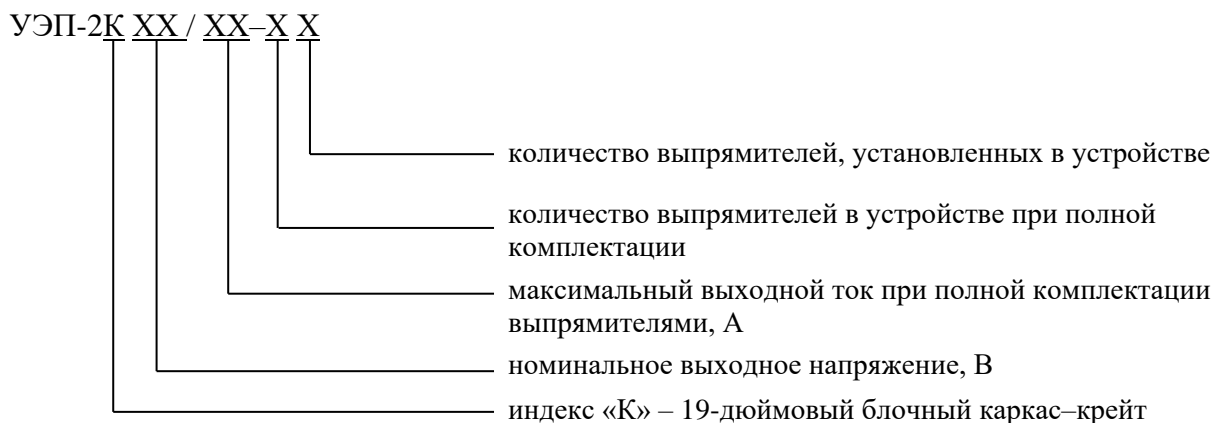 УЭП-2К ХХ / ХХ–Х Х
количество выпрямителей, установленных в устройстве
количество выпрямителей в устройстве при полной
комплектации
максимальный выходной ток при полной комплектации
выпрямителями, А
номинальное выходное напряжение, В
индекс «К» – 19-дюймовый блочный каркас–крейт